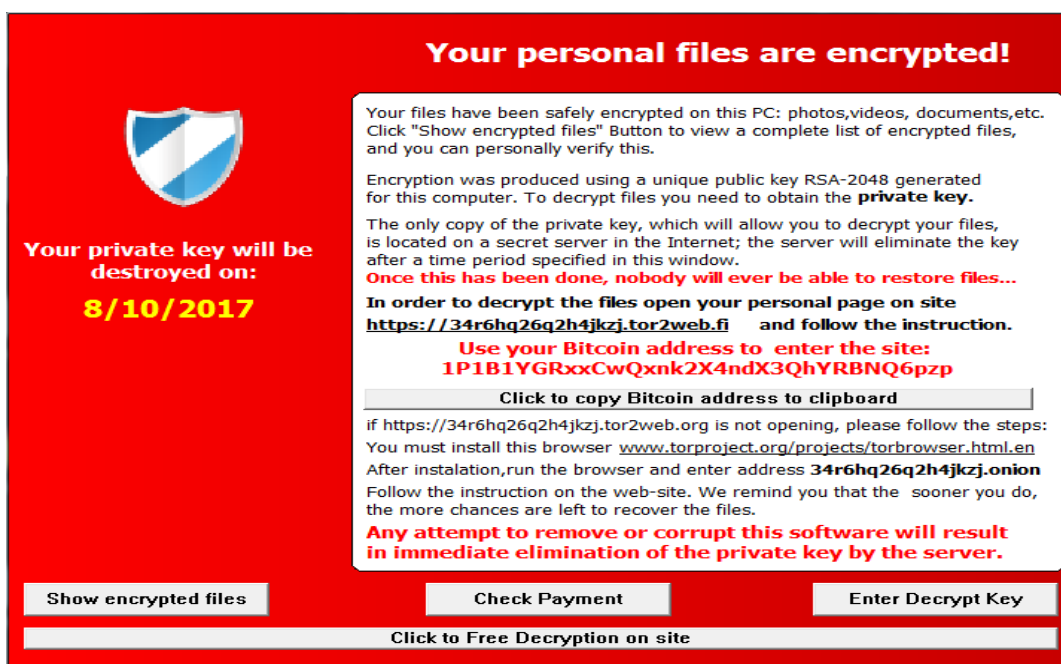 Your personal files are encrypted!
Your private key will be
destroyed on:
8/10/2017
Your files have been safely encrypted on this PC: photos,videos, documents,etc.
Click "Show encrypted files" Button to view a complete list of encrypted files,
and you can personally verify this.
Encryption was produced using a unique public key RSA-2048 generated
for this computer. To decrypt files you need to obtain the private key.
The only copy of the private key, which will allow you to decrypt your files,
is located on a secret server in the Internet; the server will eliminate the key
after a time period specified in this window.
Once this has been done, nobody will ever be able to restore files...
In order to decrypt the files open your personal page on site
https://34r6hq26q2h4jkzj.tor2web.fi and follow the instruction.
Use your Bitcoin address to enter the site:
1P1B1YGRxxCwQxnk2X4ndX3QhYRBNQ6pzp
Click to copy Bitcoin address to clipboard
if https://34r6hq26q2h4jkzj.tor2web.org is not opening, please follow the steps:
You must install this browser www.torproject.org/projects/torbrowser.html.en
After instalation,run the browser and enter address 34r6hq26q2h4jkzj.onion
Follow the instruction on the web-site. We remind you that the sooner you do,
the more chances are left to recover the files.
Any attempt to remove or corrupt this software will result
in immediate elimination of the private key by the server.
Show encrypted files
Check Payment
Enter Decrypt Key
Click to Free Decryption on site